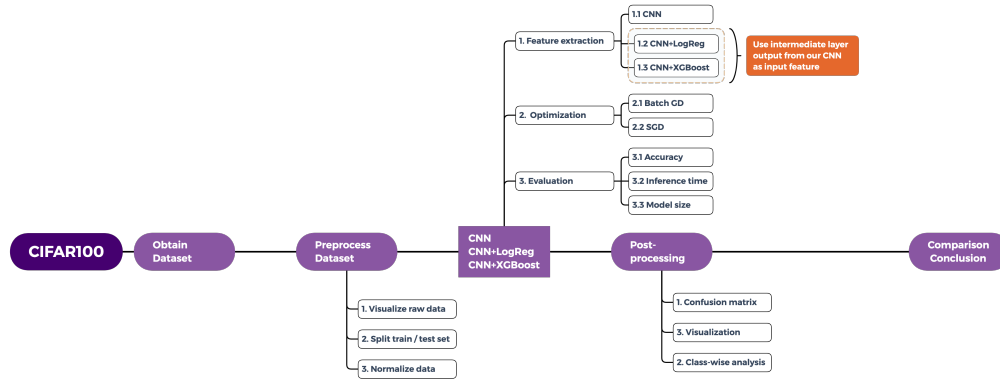 1. Feature extraction
1.1 CNN
1.2 CNN+LogReg
1.3 CNN+XGBoost
Use intermediate layer
output from our CNN
as input feature
2. Optimization
2.1 Batch GD
2.2 SGD
3. Evaluation
3.1 Accuracy
3.2 Inference time
3.3 Model size
CIFAR100
Obtain
Dataset
Preprocess
Dataset
CNN
CNN+LogReg
CNN+XGBoost
Post-
processing
Comparison
Conclusion
1. Visualize raw data
2. Split train / test set
3. Normalize data
1. Confusion matrix
3. Visualization
2. Class-wise analysis